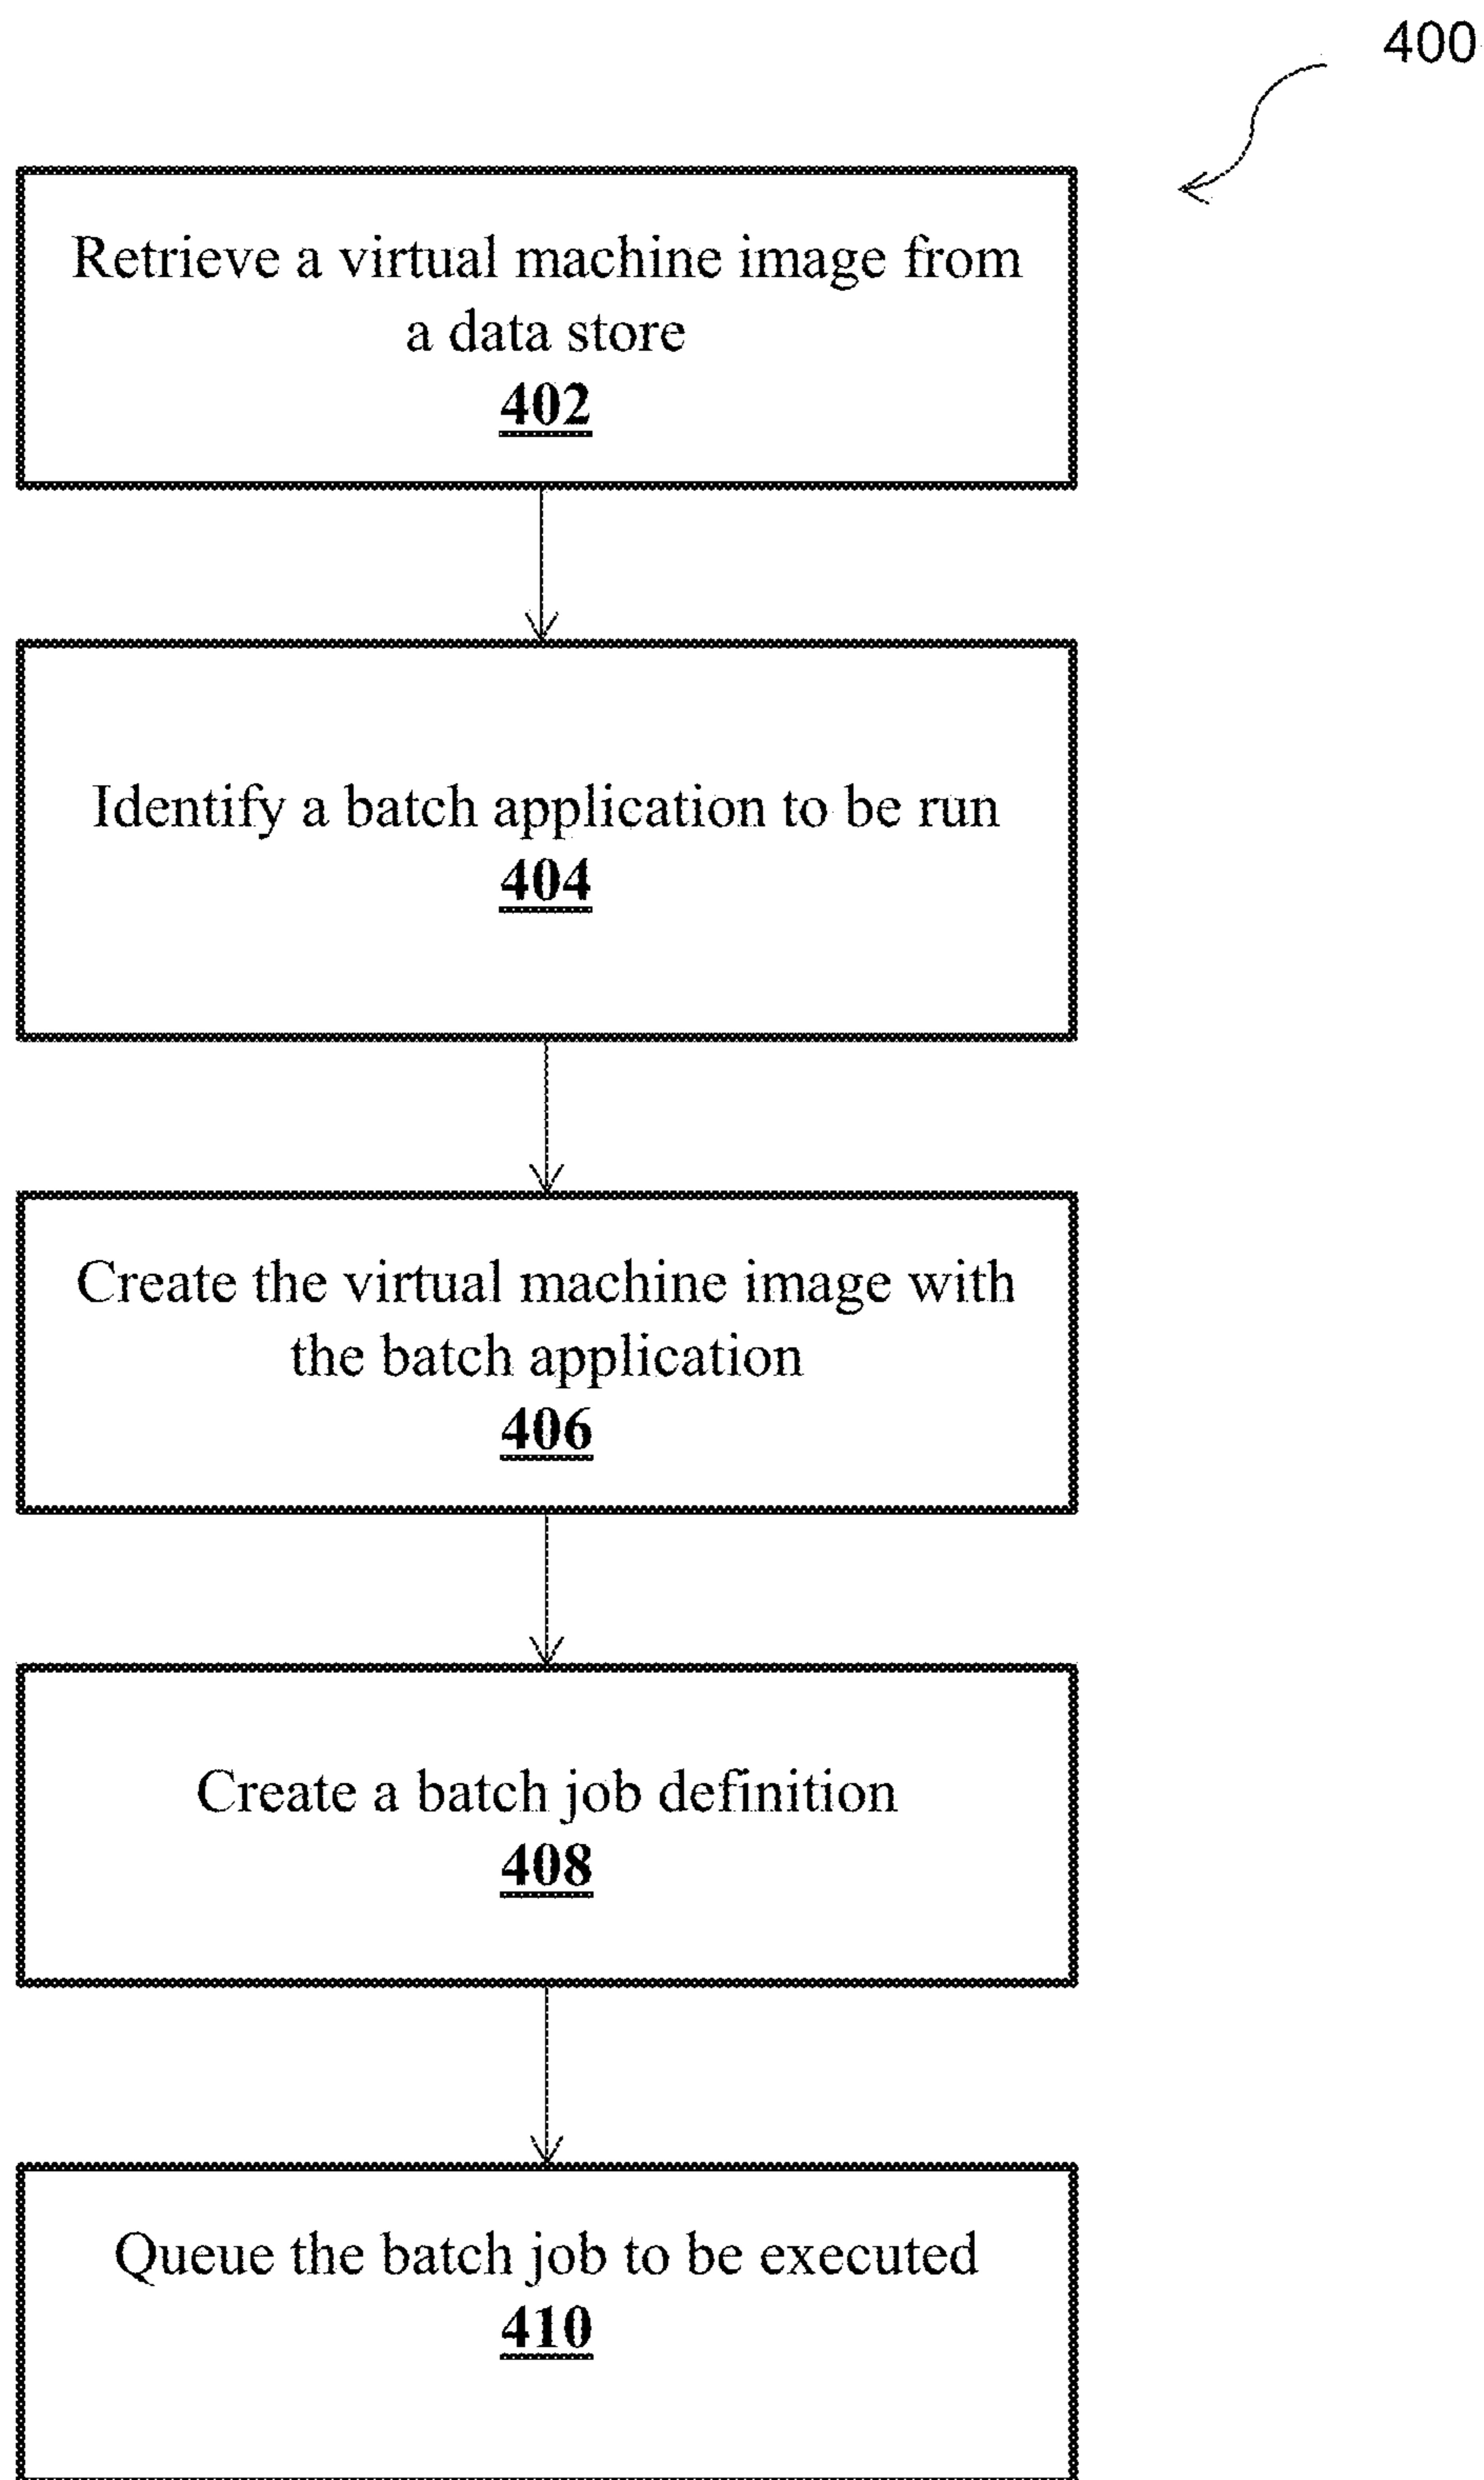 400
Retrieve a virtual machine image from
a data store
402
Identify a batch application to be run
404
Create the virtual machine image with
the batch application
406
Create a batch job definition
408
Queue the batch job to be executed
410